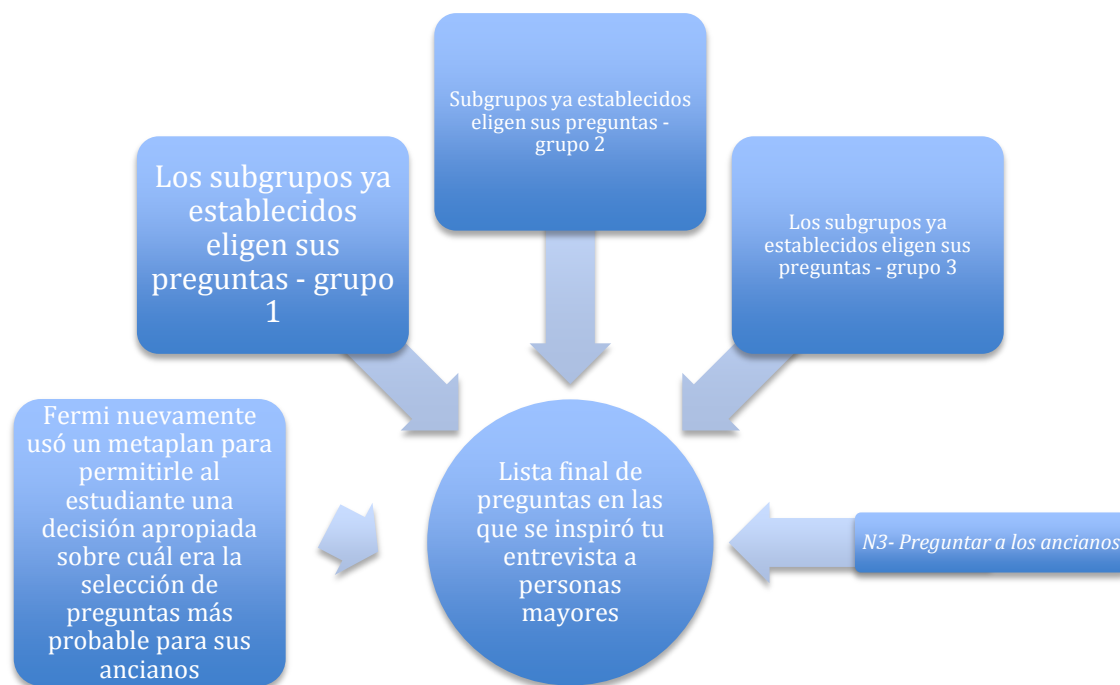 Subgrupos ya establecidos
eligen sus preguntas -
grupo 2
Los subgrupos ya
establecidos
eligen sus
preguntas - grupo
1
Los subgrupos ya
establecidos eligen sus
preguntas - grupo 3
Fermi nuevamente
usó un metaplan para
permitirle al
estudiante una
decisión apropiada
sobre cuál era la
selección de
preguntas más
probable para sus
ancianos
Lista final de
preguntas en las
que se inspiró tu
entrevista a
personas
mayores
N3- Preguntar a los ancianos